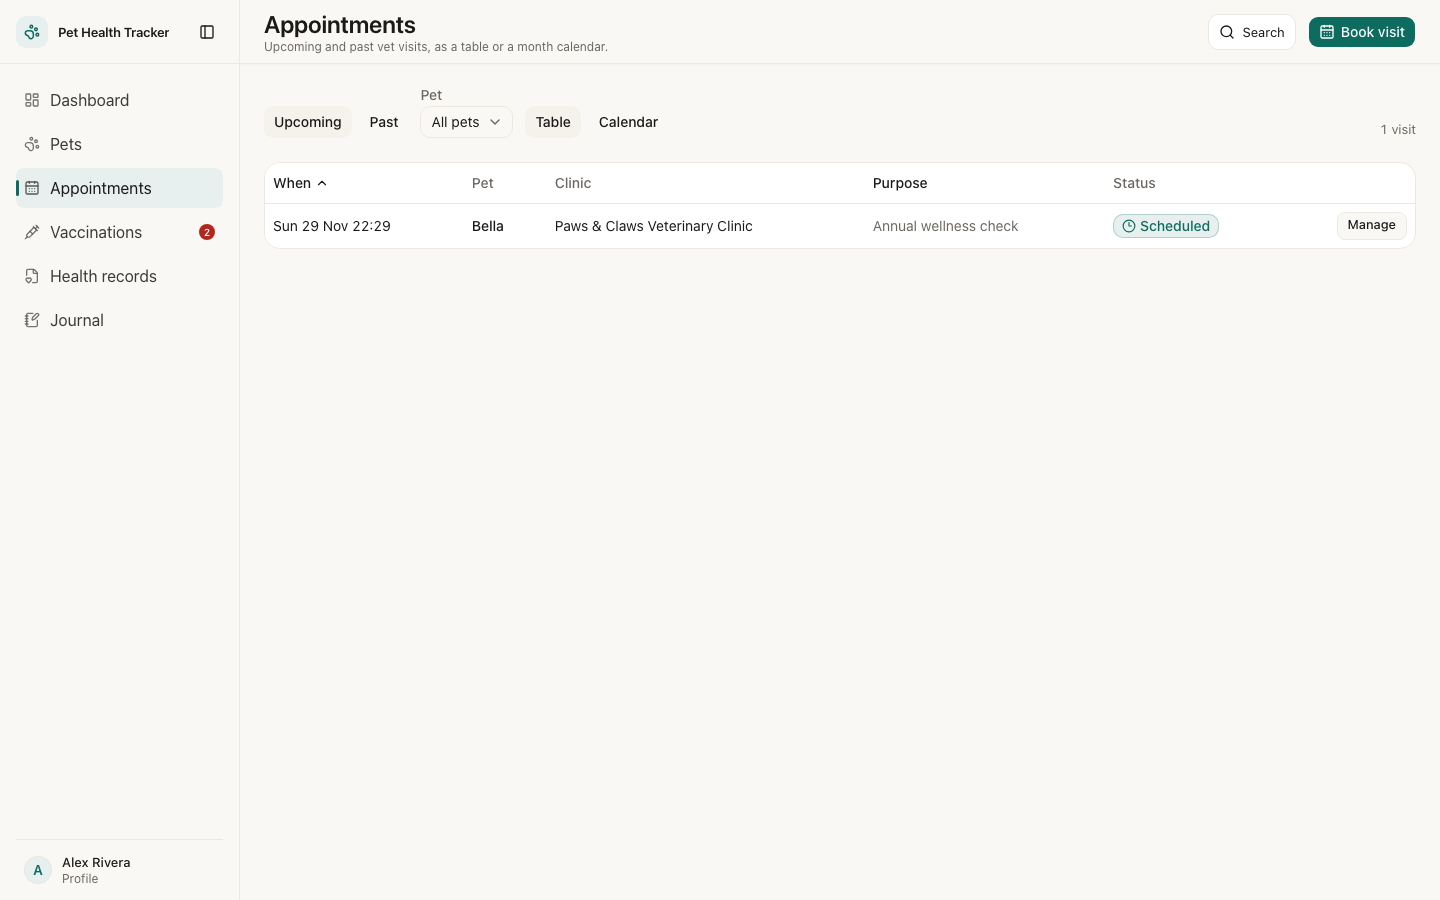 Pet Health Tracker
Dashboard
Pets
Appointments
Vaccinations 2
Health records
Journal
A
Alex Rivera
Profile
Appointments
Upcoming and past vet visits, as a table or a month calendar.
Search
Book visit
Pet
Upcoming Past All pets Table Calendar
1 visit
When Pet Clinic Purpose Status
Sun 29 Nov 22:29 Bella Paws & Claws Veterinary Clinic Annual wellness check Scheduled Manage